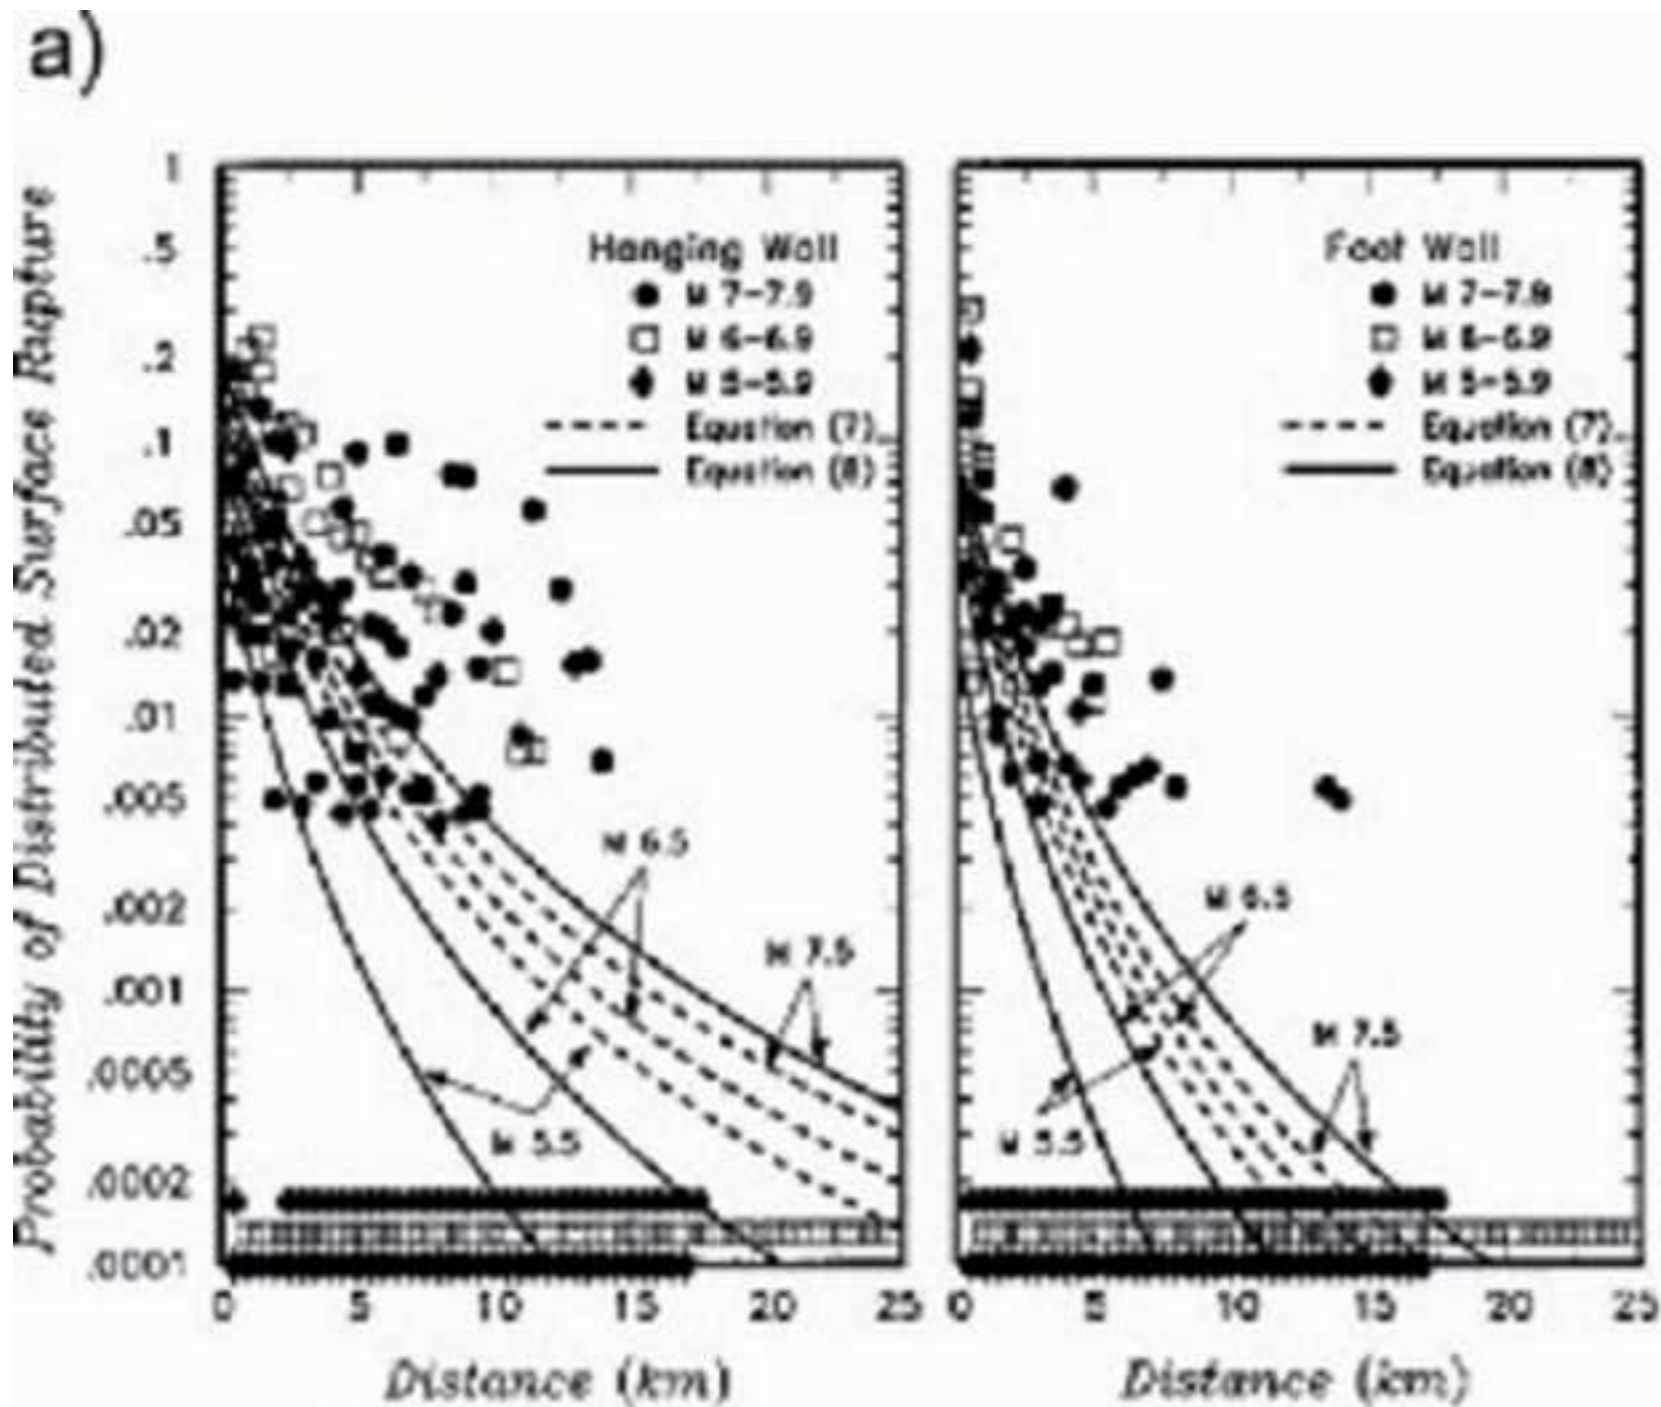 a)
Probability of Distributed Surface Rupture
1
.5
.2
.1
.05
.02
.01
.005
.002
.001
.0005
.0002
.0001
Hanging Wall
M 7-7.9
M 6-6.9
M 5-5.9
Equation (7)
Equation (8)
M 6.5
M 7.5
M 5.5
0 5 10 15 20 25
Distance (km)
Foot Wall
M 7-7.9
M 6-6.9
M 5-5.9
Equation (7)
Equation (8)
M 6.5
M 7.5
M 5.5
0 5 10 15 20 25
Distance (km)